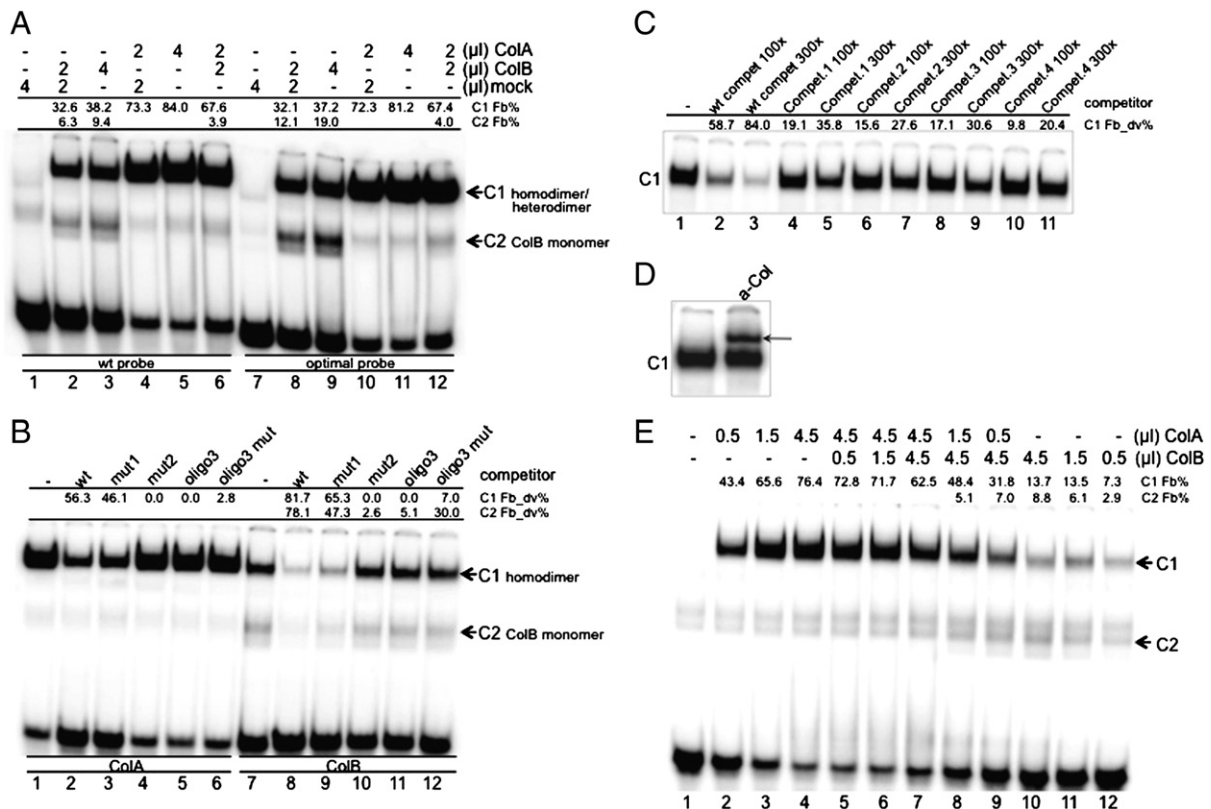 A
- - - 2 4 2 - - - 2 4 2 (µl) ColA
- 2 4 - - 2 - 2 4 - - 2 (µl) ColB
4 2 - 2 - - 4 2 - 2 - - (µl) mock
32.6 38.2 73.3 84.0 67.6 32.1 37.2 72.3 81.2 67.4 C1 Fb%
6.3 9.4 3.9 12.1 19.0 4.0 C2 Fb%
C1 homodimer/
heterodimer
C2 ColB monomer
wt probe optimal probe
1 2 3 4 5 6 7 8 9 10 11 12
B
- wt mut1 mut2 oligo3 oligo3 mut - wt mut1 mut2 oligo3 oligo3 mut competitor
56.3 46.1 0.0 0.0 2.8 81.7 65.3 0.0 0.0 7.0 C1 Fb_dv%
78.1 47.3 2.6 5.1 30.0 C2 Fb_dv%
C1 homodimer
C2 ColB monomer
ColA ColB
1 2 3 4 5 6 7 8 9 10 11 12
C
- wt compet 100x wt compet 300x Compet.1 100x Compet.1 300x Compet.2 100x Compet.2 300x Compet.3 100x Compet.3 300x Compet.4 100x Compet.4 300x competitor
58.7 84.0 19.1 35.8 15.6 27.6 17.1 30.6 9.8 20.4 C1 Fb_dv%
C1
1 2 3 4 5 6 7 8 9 10 11
D
a-Col
C1
E
- 0.5 1.5 4.5 4.5 4.5 4.5 1.5 0.5 - - - (µl) ColA
- - - - 0.5 1.5 4.5 4.5 4.5 4.5 1.5 0.5 (µl) ColB
43.4 65.6 76.4 72.8 71.7 62.5 48.4 31.8 13.7 13.5 7.3 C1 Fb%
5.1 7.0 8.8 6.1 2.9 C2 Fb%
C1
C2
1 2 3 4 5 6 7 8 9 10 11 12